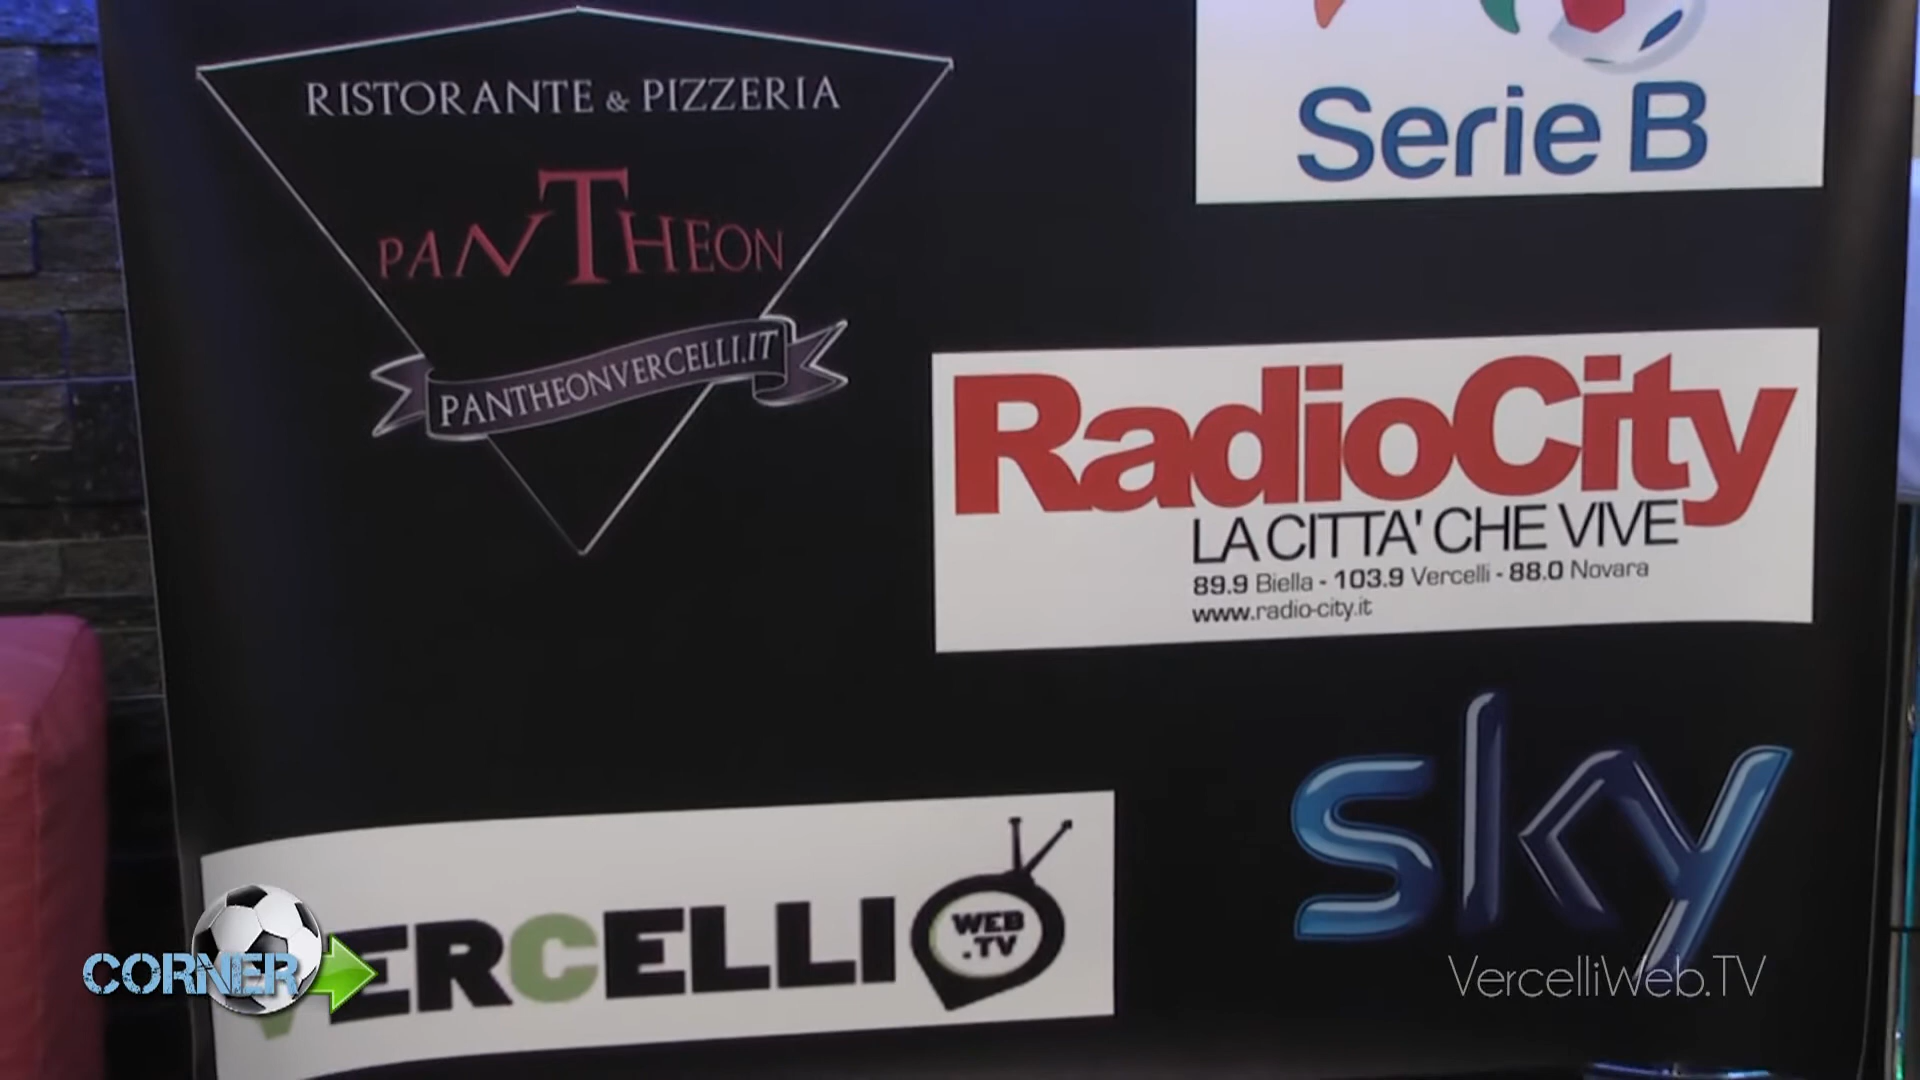 RISTORANTE & PIZZERIA
PANTHEON
PANTHEONVERCELLI.IT
Serie B
RadioCity
LA CITTA' CHE VIVE
89.9 Biella - 103.9 Vercelli - 88.0 Novara
www.radio-city.it
sky
VERCELLI
WEB
.TV
CORNER
VercelliWeb.TV